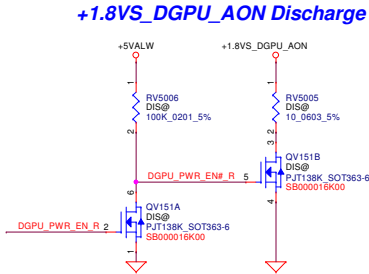 +1.8VS_DGPU_AON Discharge
+5VALW
+1.8VS_DGPU_AON
1
RV5006
DIS@
100K_0201_5%
2
1
RV5005
DIS@
10_0603_5%
2
3
QV151B
DIS@
PJT138K_SOT363-6
SB000016K00
DGPU_PWR_EN#_R 5
4
6
QV151A
DIS@
PJT138K_SOT363-6
SB000016K00
DGPU_PWR_EN_R 2
1